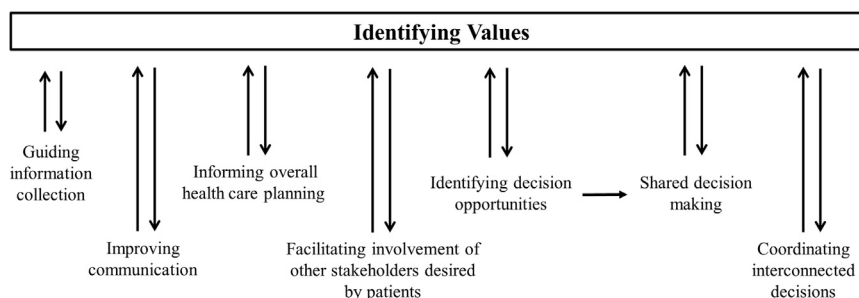 Identifying Values
Guiding
information
collection
Improving
communication
Informing overall
health care planning
Facilitating involvement of
other stakeholders desired
by patients
Identifying decision
opportunities
Shared decision
making
Coordinating
interconnected
decisions